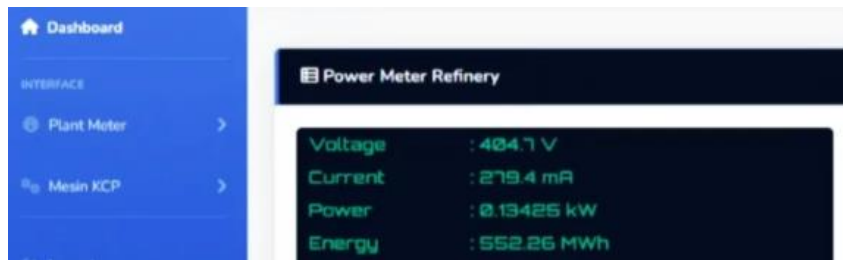 Dashboard
INTERFACE
Plant Meter
Mesin KCP
Power Meter Refinery
Voltage : 404.7 V
Current : 279.4 mA
Power : 0.13425 kW
Energy : 552.26 MWh